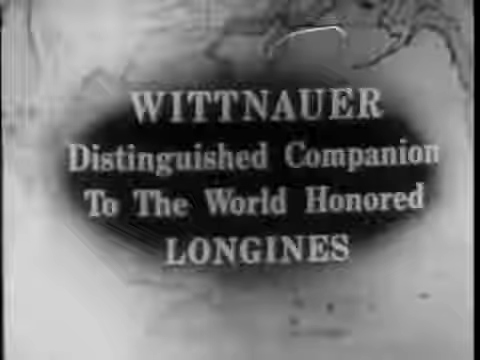 WITTNAUER
Distinguished Companion
To The World Honored
LONGINES